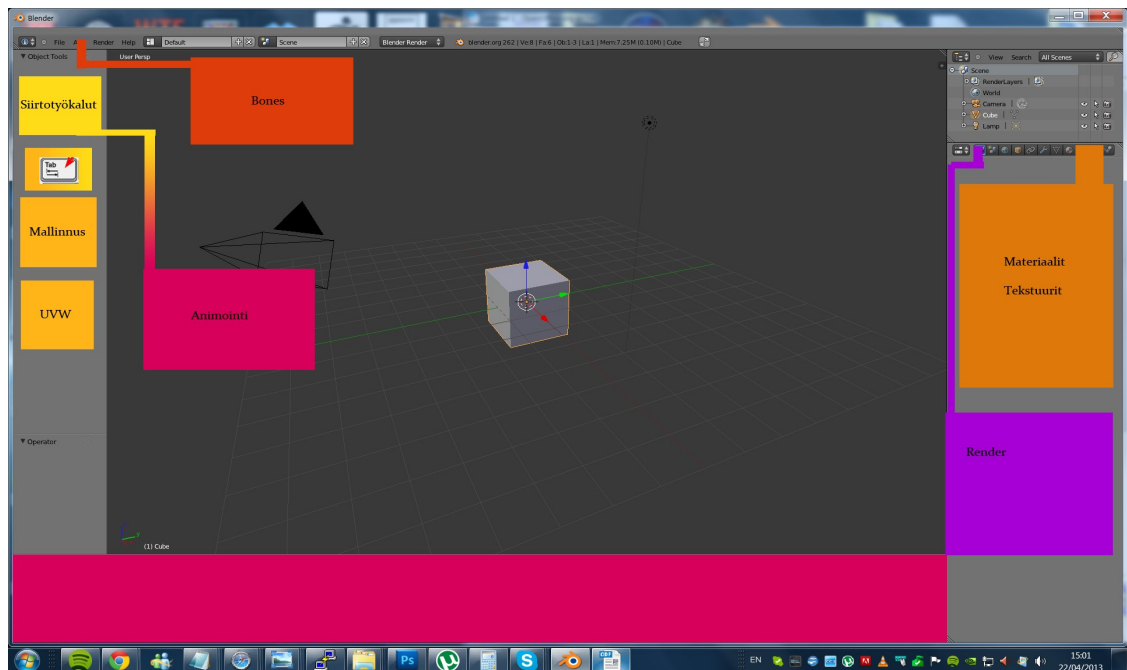 Blender
File
Render
Help
Default
Scene
Blender Render
blender.org 262 | Ve:8 | Fa:6 | Ob:1-3 | La:1 | Mem:7.25M (0.10M) | Cube
Object Tools
User Persp
View
Search
All Scenes
Scene
RenderLayers
World
Camera
Cube
Lamp
Siirtotyökalut
Bones
Tab
Mallinnus
Materiaalit
Tekstuurit
UVW
Animointi
Operator
Render
(1) Cube
Ps
S
EN
15:01
22/04/2013